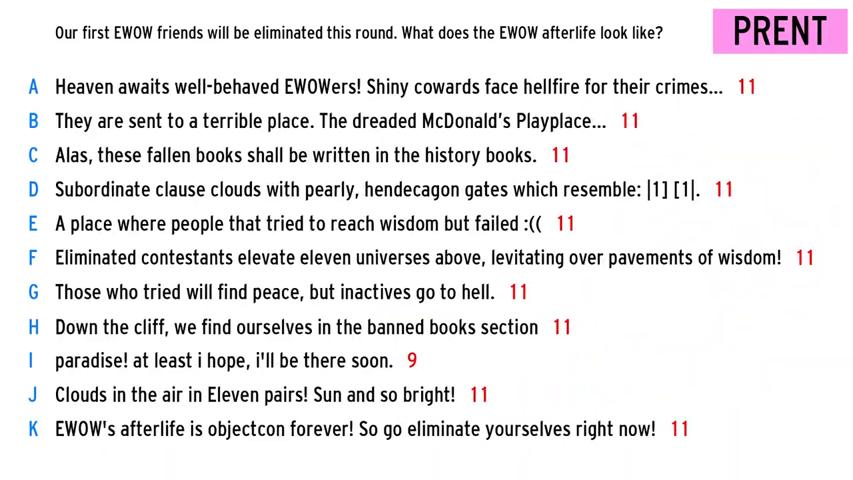 Our first EWOW friends will be eliminated this round. What does the EWOW afterlife look like?
PRENT
A Heaven awaits well-behaved EWOWers! Shiny cowards face hellfire for their crimes... 11
B They are sent to a terrible place. The dreaded McDonald's Playplace... 11
C Alas, these fallen books shall be written in the history books. 11
D Subordinate clause clouds with pearly, hendecagon gates which resemble: |1] [1|. 11
E A place where people that tried to reach wisdom but failed :(( 11
F Eliminated contestants elevate eleven universes above, levitating over pavements of wisdom! 11
G Those who tried will find peace, but inactives go to hell. 11
H Down the cliff, we find ourselves in the banned books section 11
I paradise! at least i hope, i'll be there soon. 9
J Clouds in the air in Eleven pairs! Sun and so bright! 11
K EWOW's afterlife is objectcon forever! So go eliminate yourselves right now! 11